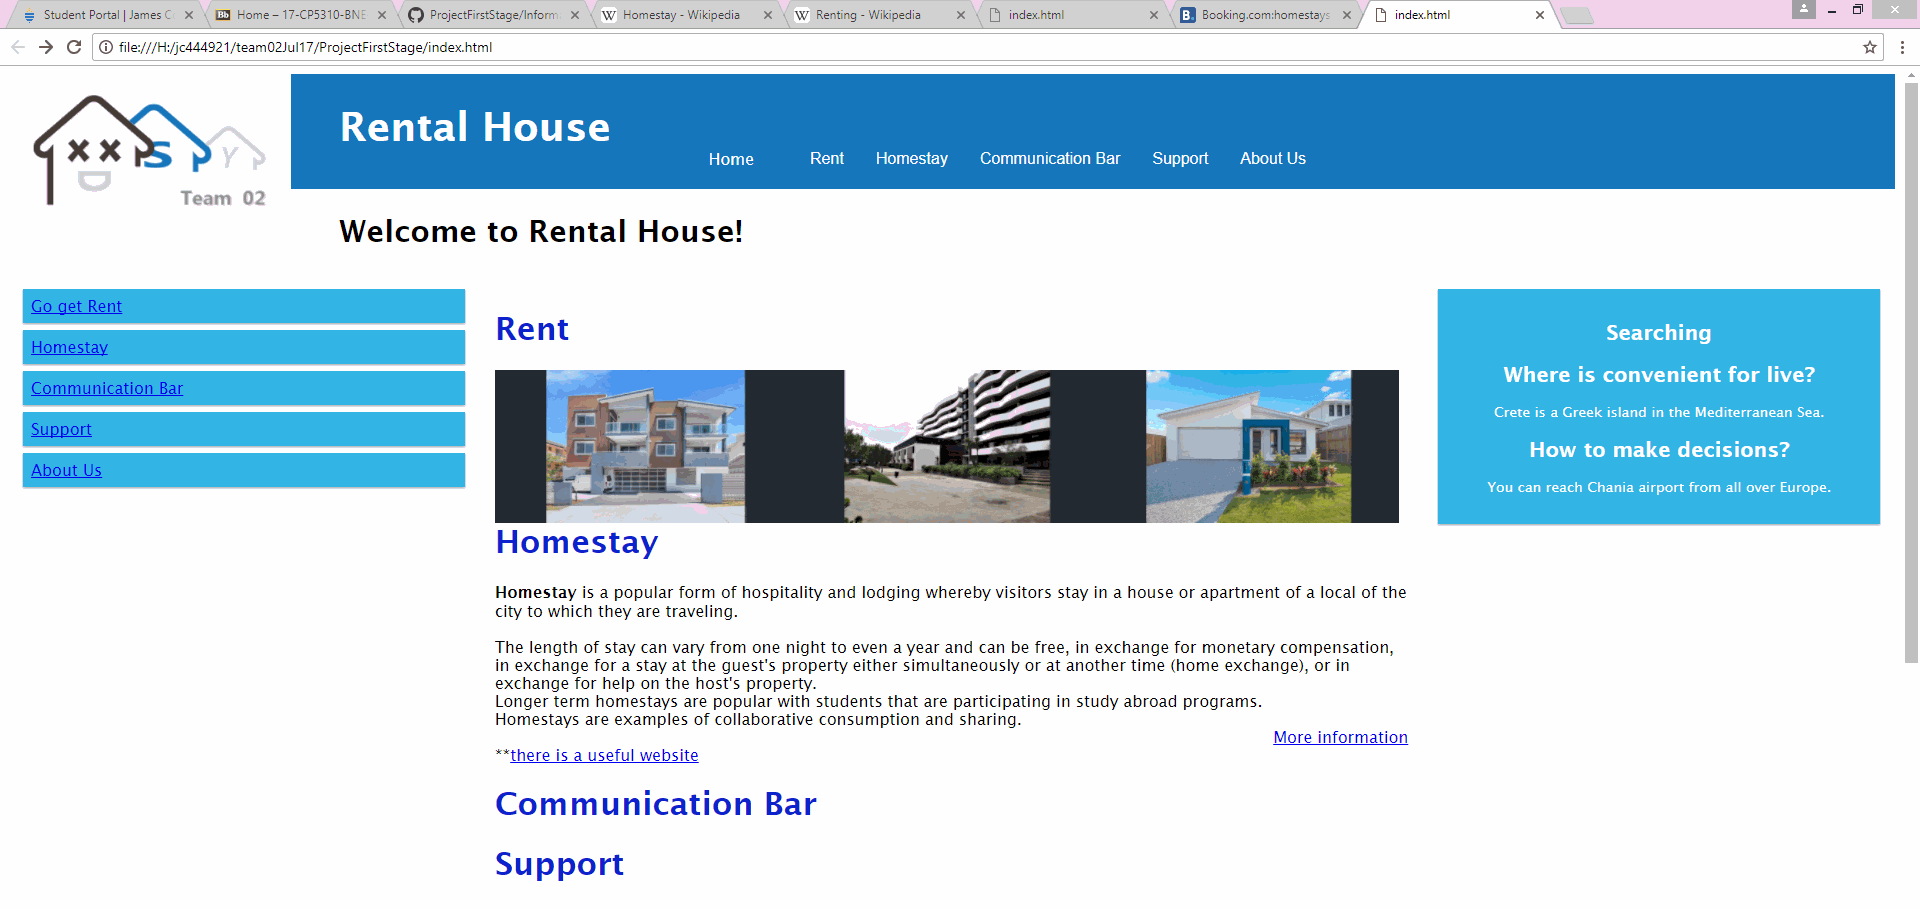 Student Portal | James C
Bb Home – 17-CP5310-BNE
ProjectFirstStage/Inform
W Homestay - Wikipedia
W Renting - Wikipedia
index.html
B. Booking.com:homestays
index.html
file:///H:/jc444921/team02Jul17/ProjectFirstStage/index.html
XX S Y
Team 02
Rental House
Home Rent Homestay Communication Bar Support About Us
Welcome to Rental House!
Go get Rent
Homestay
Communication Bar
Support
About Us
Rent
Homestay
Homestay is a popular form of hospitality and lodging whereby visitors stay in a house or apartment of a local of the
city to which they are traveling.
The length of stay can vary from one night to even a year and can be free, in exchange for monetary compensation,
in exchange for a stay at the guest's property either simultaneously or at another time (home exchange), or in
exchange for help on the host's property.
Longer term homestays are popular with students that are participating in study abroad programs.
Homestays are examples of collaborative consumption and sharing.
More information
**there is a useful website
Communication Bar
Support
Searching
Where is convenient for live?
Crete is a Greek island in the Mediterranean Sea.
How to make decisions?
You can reach Chania airport from all over Europe.